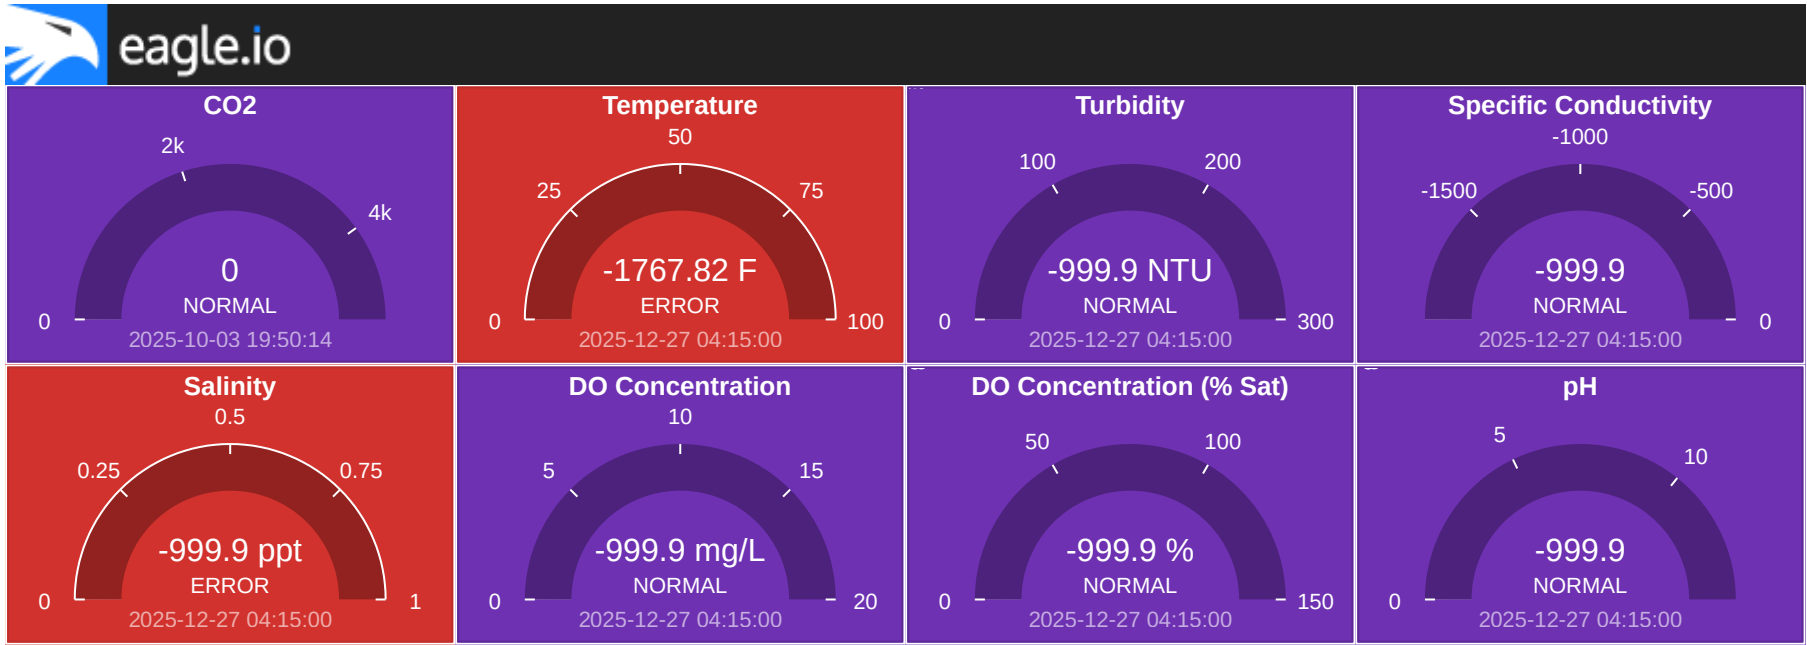 eagle.io
CO2
2k
4k
0
NORMAL
0
2025-10-03 19:50:14
Temperature
50
25
75
-1767.82 F
ERROR
0
100
2025-12-27 04:15:00
Turbidity
100
200
-999.9 NTU
NORMAL
0
300
2025-12-27 04:15:00
Specific Conductivity
-1000
-1500
-500
-999.9
NORMAL
0
2025-12-27 04:15:00
Salinity
0.5
0.25
0.75
-999.9 ppt
ERROR
0
1
2025-12-27 04:15:00
DO Concentration
10
5
15
-999.9 mg/L
NORMAL
0
20
2025-12-27 04:15:00
DO Concentration (% Sat)
50
100
-999.9 %
NORMAL
0
150
2025-12-27 04:15:00
pH
5
10
-999.9
NORMAL
0
2025-12-27 04:15:00